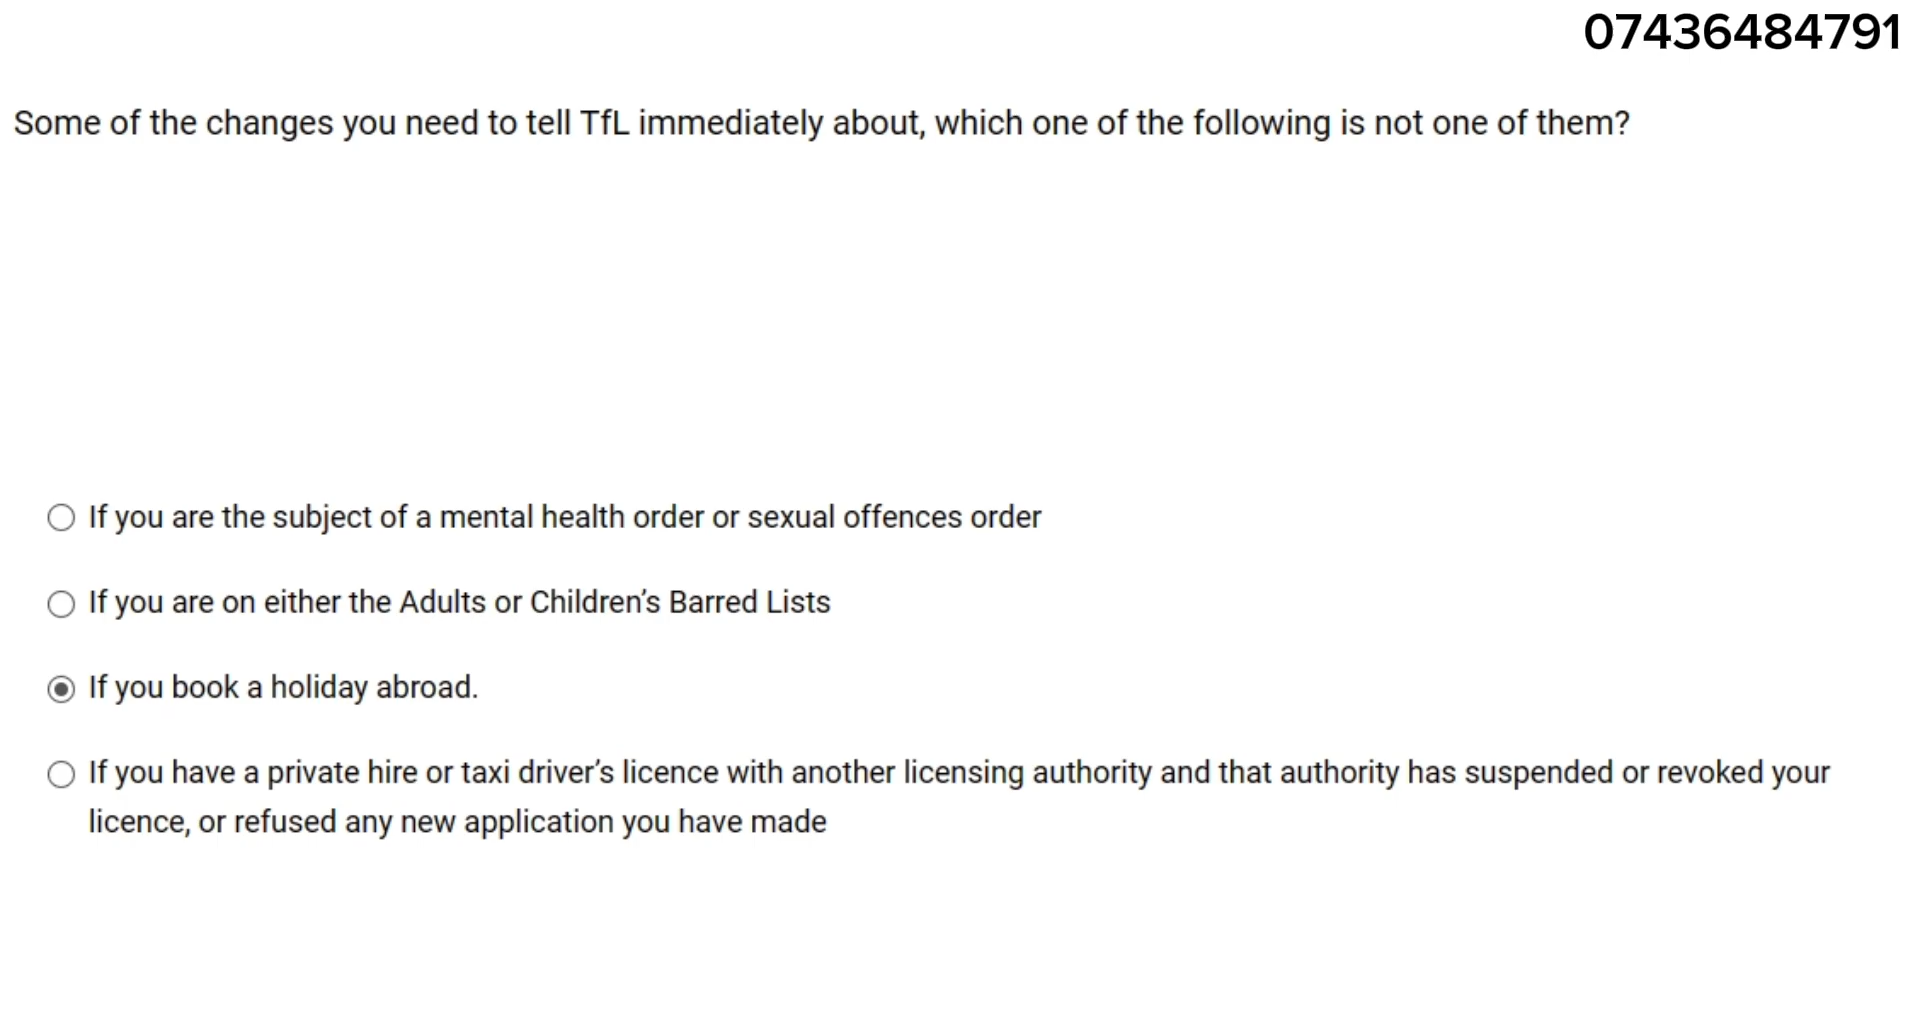 07436484791
Some of the changes you need to tell TfL immediately about, which one of the following is not one of them?
If you are the subject of a mental health order or sexual offences order
If you are on either the Adults or Children’s Barred Lists
If you book a holiday abroad.
If you have a private hire or taxi driver’s licence with another licensing authority and that authority has suspended or revoked your
licence, or refused any new application you have made